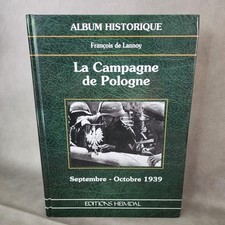 ALBUM HISTORIQUE
François de Lannoy
La Campagne
de Pologne
Septembre - Octobre 1939
EDITIONS HEIMDAL